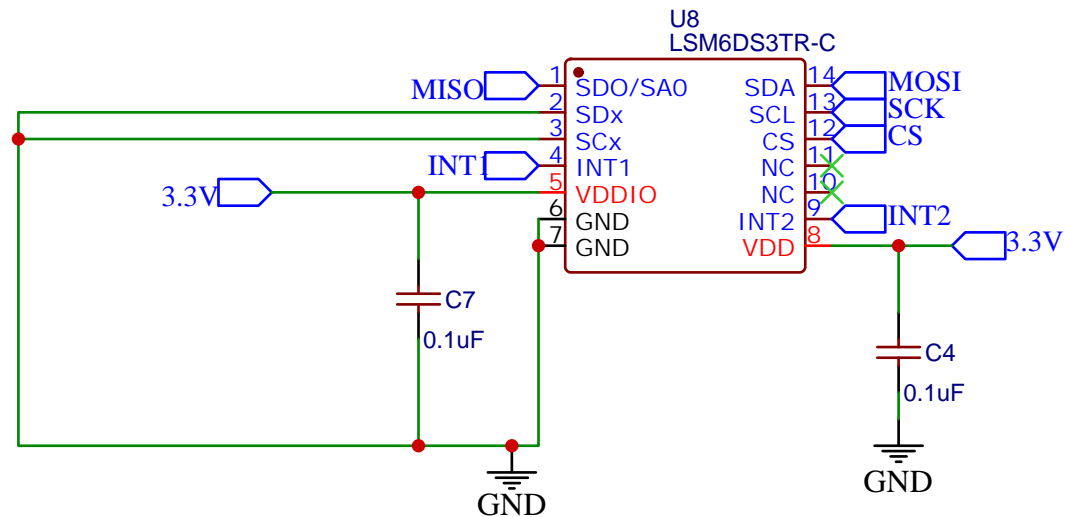 U8
LSM6DS3TR-C
MISO 1 SDO/SA0 SDA 14 MOSI
2 SDx SCL 13 SCK
3 SCx CS 12 CS
INT1 4 INT1 NC 11
3.3V 5 VDDIO NC 10
6 GND INT2 9 INT2
7 GND VDD 8 3.3V
C7
0.1uF
C4
0.1uF
GND
GND